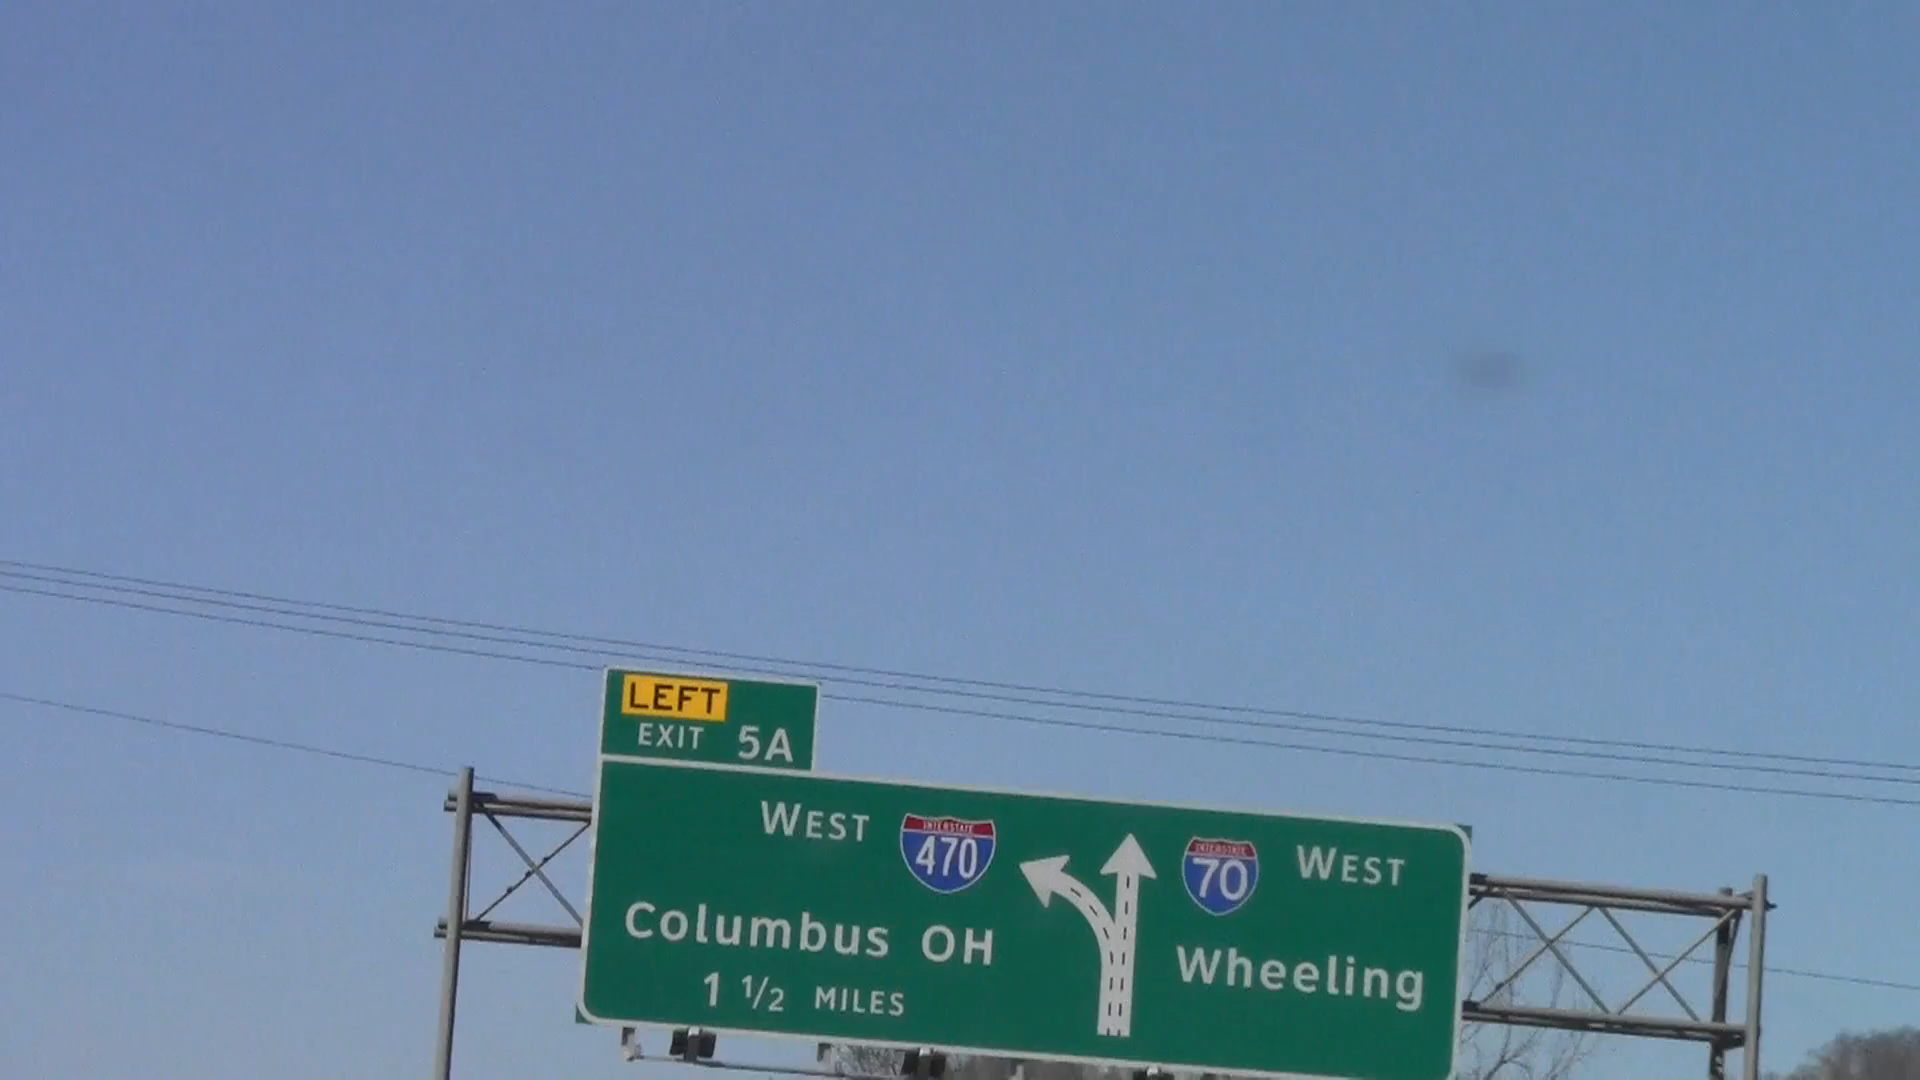 LEFT
EXIT 5A
WEST INTERSTATE 470
Columbus OH
1 1/2 MILES
INTERSTATE 70 WEST
Wheeling